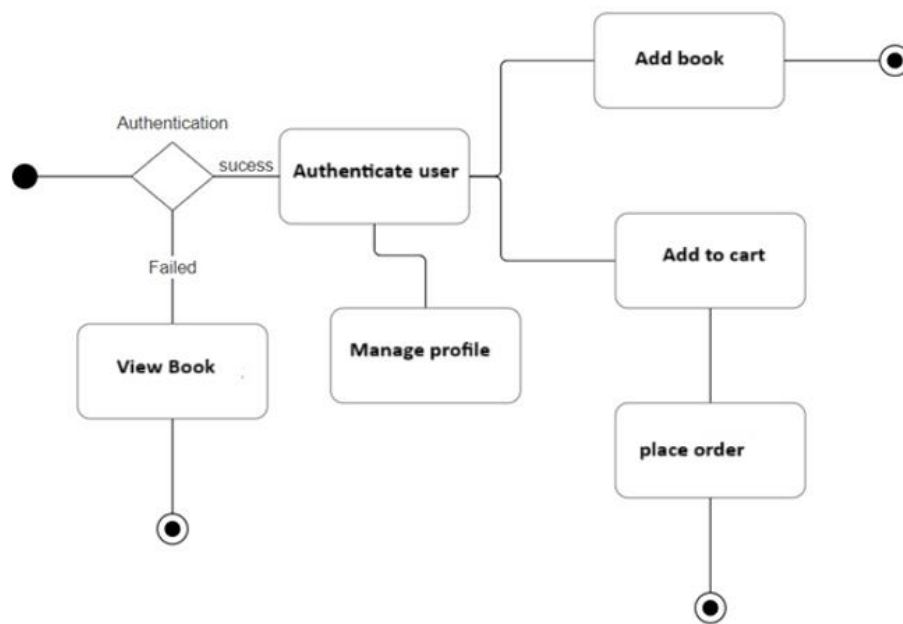 Add book
Authentication
sucess
Authenticate user
Add to cart
Failed
Manage profile
View Book
place order